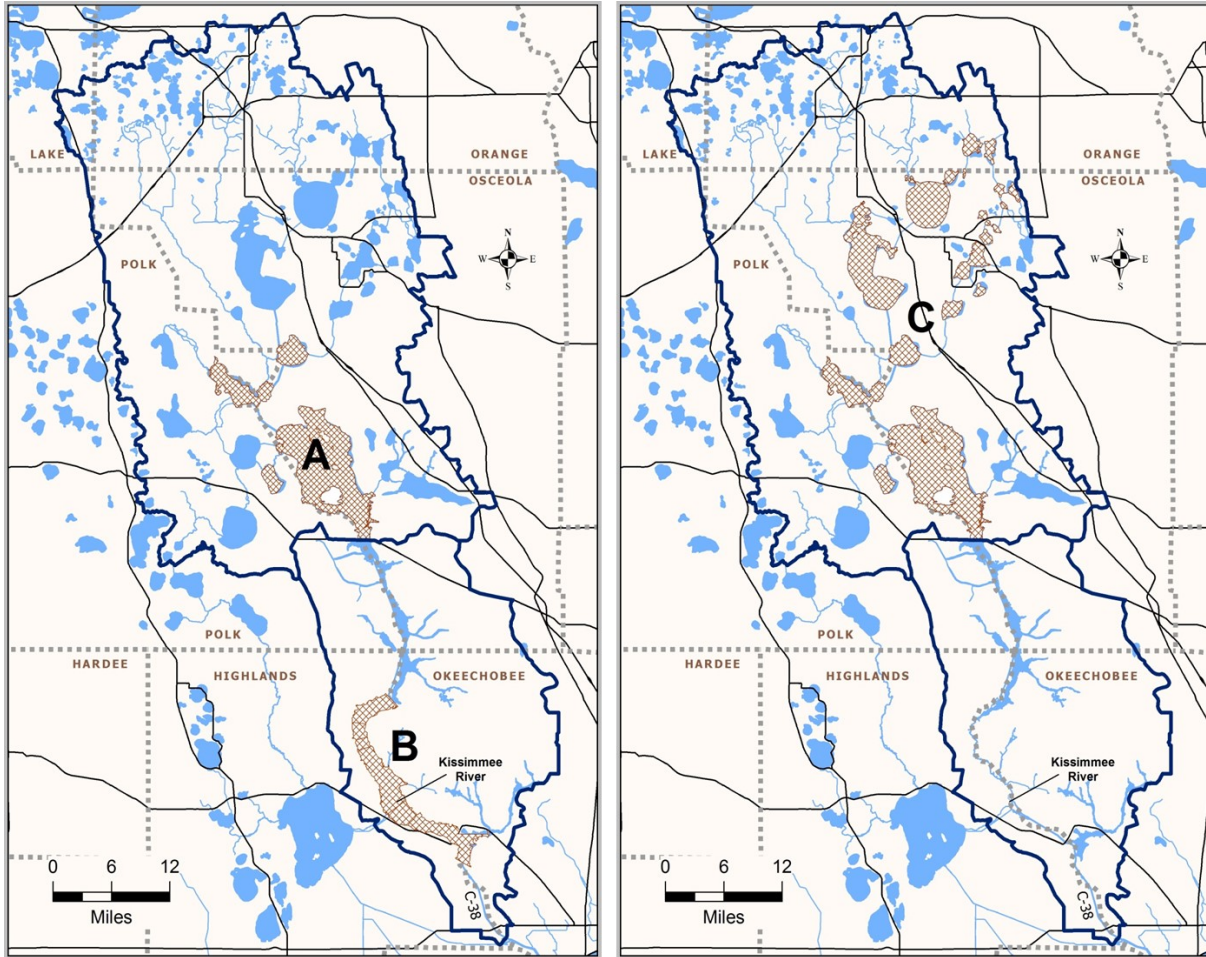 LAKE
ORANGE
OSCEOLA
POLK
N
W E
S
A
POLK
HARDEE
HIGHLANDS
OKEECHOBEE
B
Kissimmee
River
0 6 12
Miles
C-38
LAKE
ORANGE
OSCEOLA
POLK
N
W E
S
C
POLK
HARDEE
HIGHLANDS
OKEECHOBEE
Kissimmee
River
0 6 12
Miles
C-38